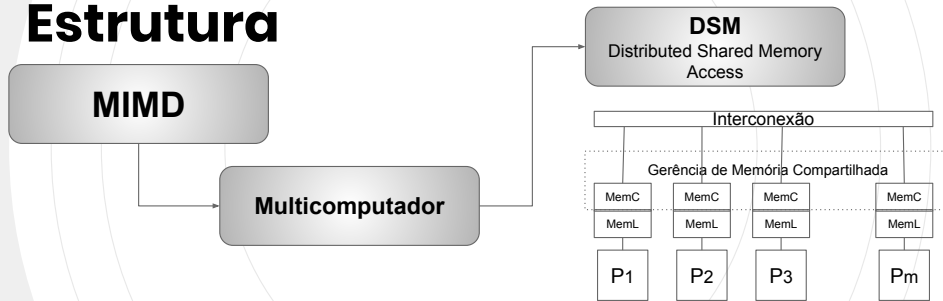 Estrutura
DSM
Distributed Shared Memory
Access
MIMD
Interconexão
Gerência de Memória Compartilhada
MemC MemC MemC MemC
Multicomputador
MemL MemL MemL MemL
P1 P2 P3 Pm